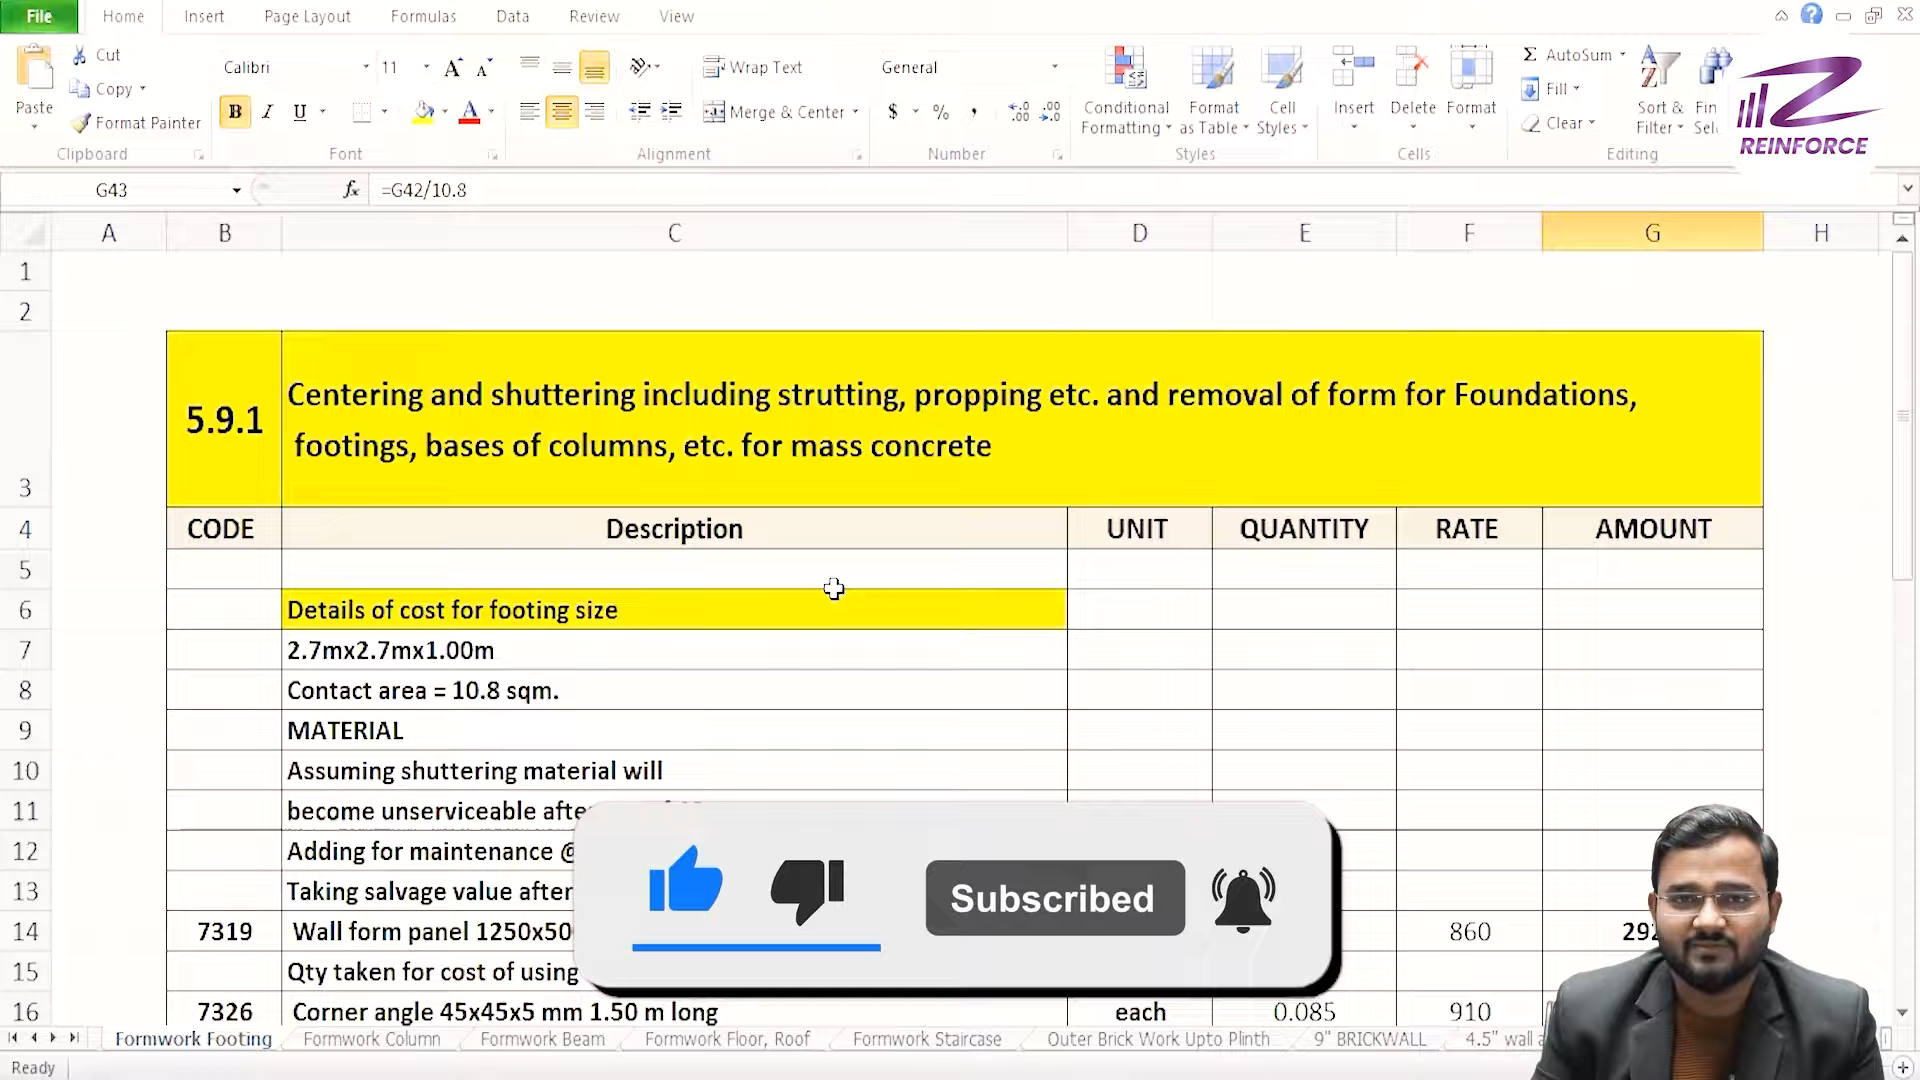 File Home Insert Page Layout Formulas Data Review View
Paste Cut Copy Format Painter
Calibri 11 A A
B I U A
Wrap Text
Merge & Center
General
$ % ,
Conditional Formatting Format as Table Cell Styles
Insert Delete Format
Σ AutoSum
Fill
Clear
Sort & Filter
Clipboard Font Alignment Number Styles Cells Editing
REINFORCE
G43 fx =G42/10.8
A B C D E F G H
1
2
3 5.9.1 Centering and shuttering including strutting, propping etc. and removal of form for Foundations,
footings, bases of columns, etc. for mass concrete
4 CODE Description UNIT QUANTITY RATE AMOUNT
5
6 Details of cost for footing size
7 2.7mx2.7mx1.00m
8 Contact area = 10.8 sqm.
9 MATERIAL
10 Assuming shuttering material will
11 become unserviceable
12 Adding for maintenance @
13 Taking salvage value after
14 7319 Wall form panel 860
15 Qty taken for cost of using
16 7326 Corner angle 45x45x5 mm 1.50 m long each 0.085 910
Subscribed
Formwork Footing Formwork Column Formwork Beam Formwork Floor, Roof Formwork Staircase Outer Brick Work Upto Plinth 9" BRICKWALL 4.5" wall
Ready